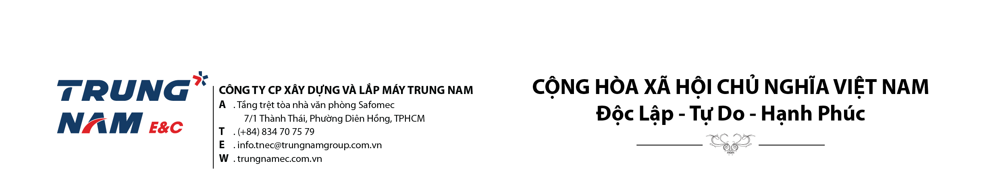 TRUNG
NAM E&C
CÔNG TY CP XÂY DỰNG VÀ LẮP MÁY TRUNG NAM
A . Tầng trệt tòa nhà văn phòng Safomec
7/1 Thành Thái, Phường Diên Hồng, TPHCM
T . (+84) 834 70 75 79
E . info.tnec@trungnamgroup.com.vn
W . trungnamec.com.vn
CỘNG HÒA XÃ HỘI CHỦ NGHĨA VIỆT NAM
Độc Lập - Tự Do - Hạnh Phúc